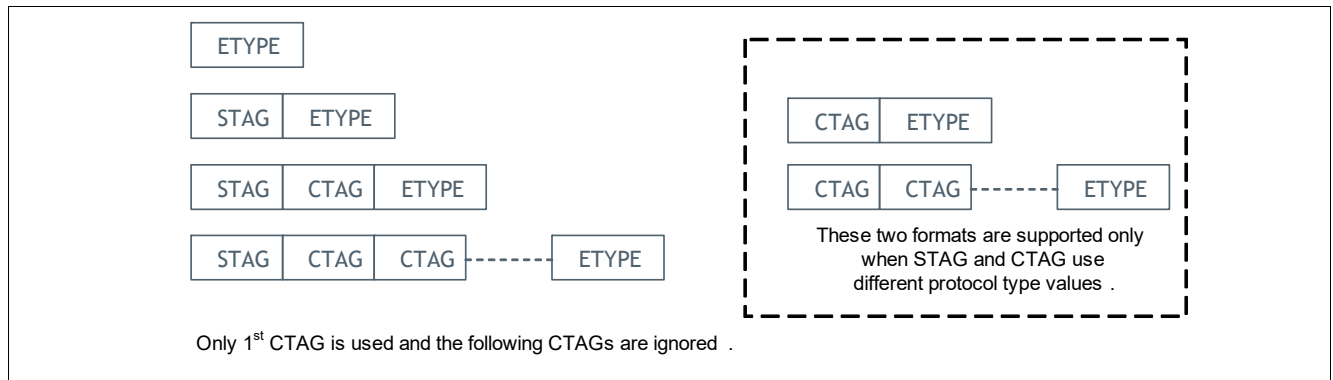 ETYPE
STAG ETYPE
STAG CTAG ETYPE
STAG CTAG CTAG ETYPE
Only 1st CTAG is used and the following CTAGs are ignored .
CTAG ETYPE
CTAG CTAG ETYPE
These two formats are supported only
when STAG and CTAG use
different protocol type values .